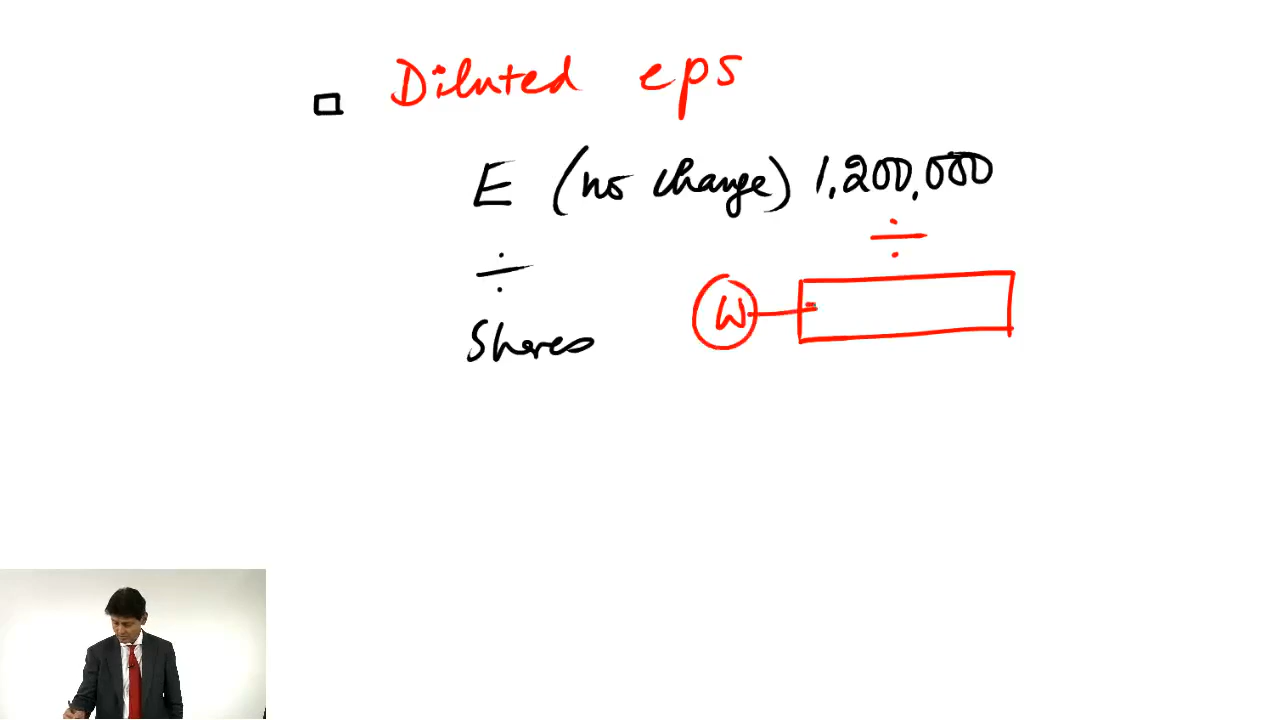 Diluted eps
E (no change) 1,200,000
÷ ÷
W
Shares